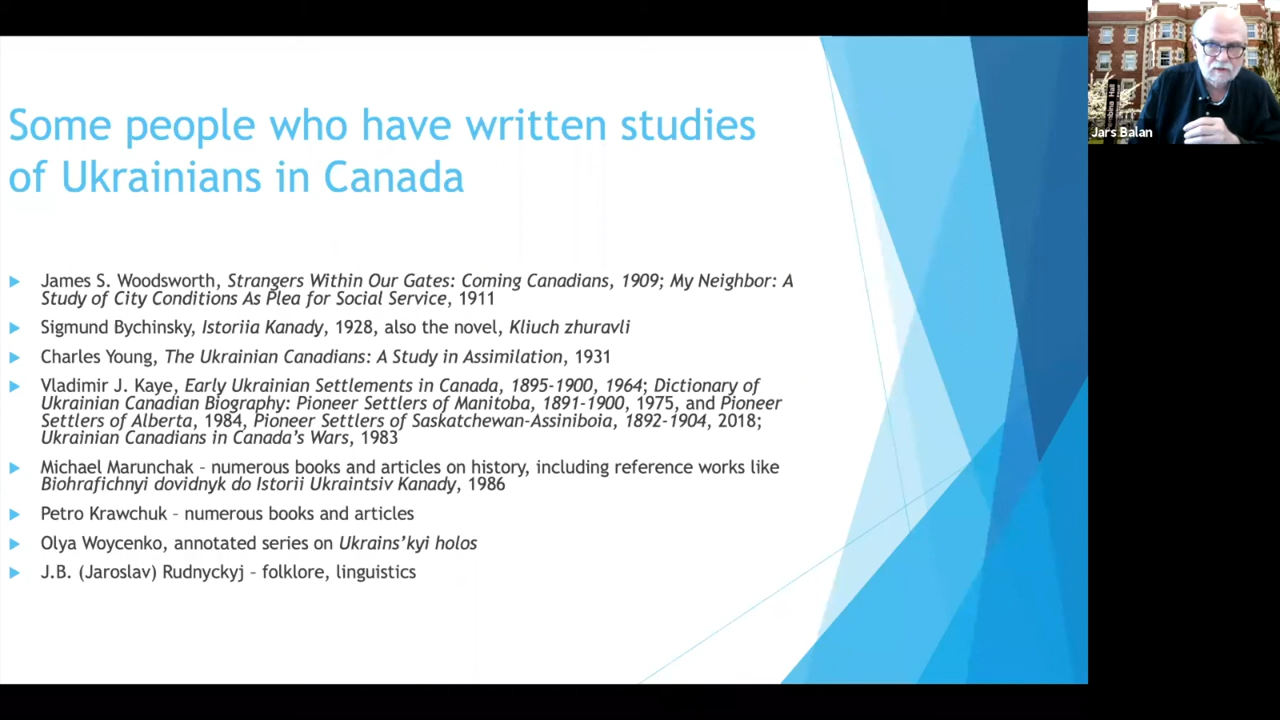 Some people who have written studies
of Ukrainians in Canada
James S. Woodsworth, Strangers Within Our Gates: Coming Canadians, 1909; My Neighbor: A
Study of City Conditions As Plea for Social Service, 1911
Sigmund Bychinsky, Istoriia Kanady, 1928, also the novel, Kliuch zhuravli
Charles Young, The Ukrainian Canadians: A Study in Assimilation, 1931
Vladimir J. Kaye, Early Ukrainian Settlements in Canada, 1895-1900, 1964; Dictionary of
Ukrainian Canadian Biography: Pioneer Settlers of Manitoba, 1891-1900, 1975, and Pioneer
Settlers of Alberta, 1984, Pioneer Settlers of Saskatchewan-Assiniboia, 1892-1904, 2018;
Ukrainian Canadians in Canada's Wars, 1983
Michael Marunchak – numerous books and articles on history, including reference works like
Biohrafichnyi dovidnyk do Istorii Ukraintsiv Kanady, 1986
Petro Krawchuk – numerous books and articles
Olya Woycenko, annotated series on Ukrains'kyi holos
J.B. (Jaroslav) Rudnyckyj – folklore, linguistics
Jars Balan